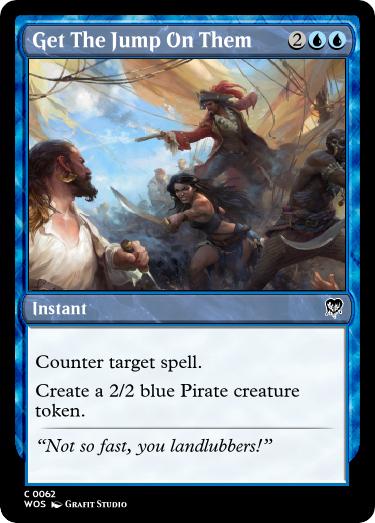 Get The Jump On Them 2
Instant
Counter target spell.
Create a 2/2 blue Pirate creature
token.
“Not so fast, you landlubbers!”
C 0062
WOS Grafit Studio